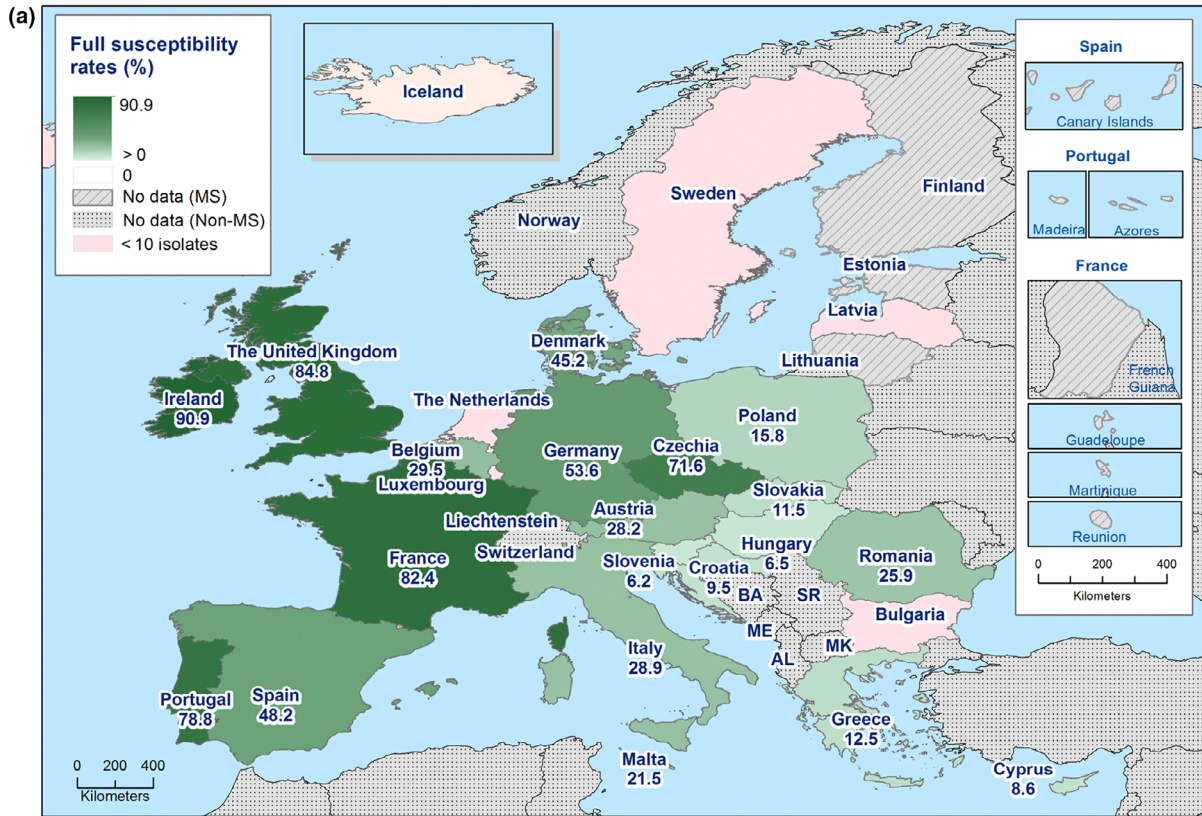 (a)
Full susceptibility
rates (%)
90.9
> 0
0
No data (MS)
No data (Non-MS)
< 10 isolates
Iceland
Norway
Sweden
Finland
Estonia
Latvia
Lithuania
Denmark
45.2
The United Kingdom
84.8
Ireland
90.9
The Netherlands
Belgium
29.5
Luxembourg
Germany
53.6
Poland
15.8
Czechia
71.6
Slovakia
11.5
Austria
28.2
Liechtenstein
Switzerland
France
82.4
Hungary
6.5
Slovenia
6.2
Croatia
9.5
Romania
25.9
BA
SR
Bulgaria
ME
MK
AL
Italy
28.9
Portugal
78.8
Spain
48.2
Greece
12.5
Malta
21.5
Cyprus
8.6
0 200 400
Kilometers
Spain
Canary Islands
Portugal
Madeira
Azores
France
French
Guiana
Guadeloupe
Martinique
Reunion
0 200 400
Kilometers